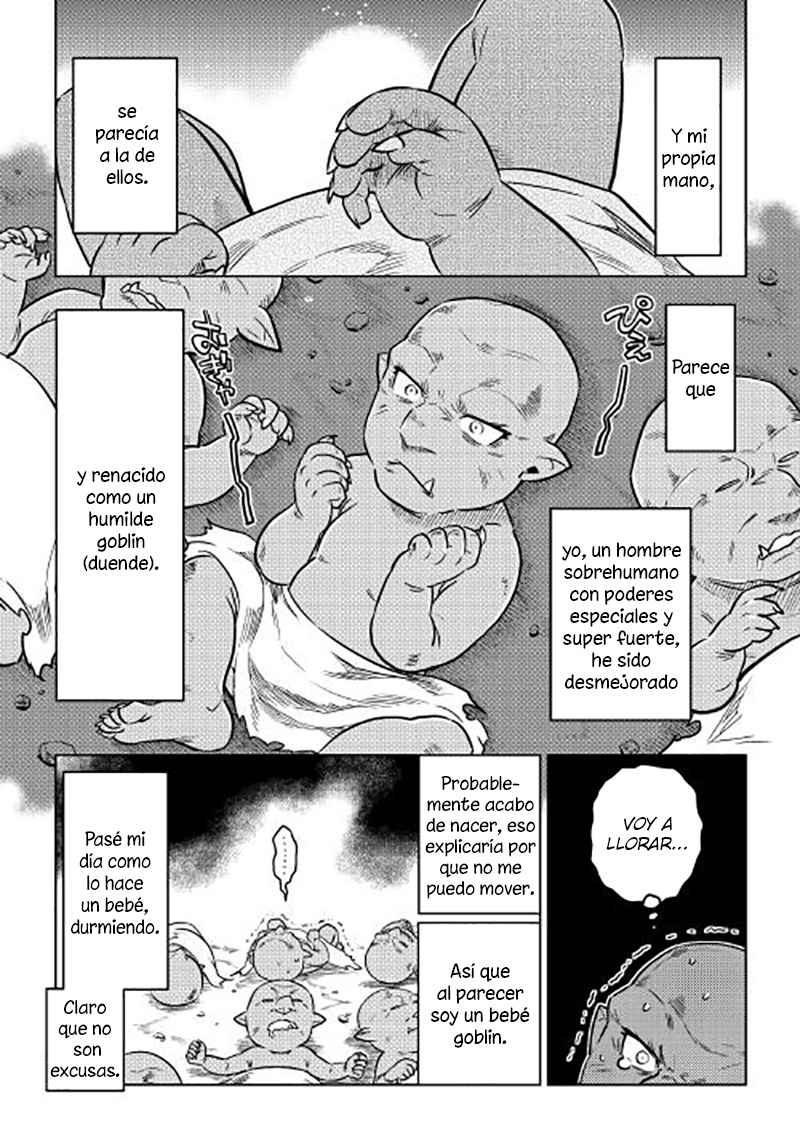 Y mi
propia
mano,
se
parecía
a la de
ellos.
Parece
que
ぴぃえ
yo, un hombre
sobrehumano
con poderes
especiales y
super fuerte,
he sido
desmejorado
y renacido
como un
humilde
goblin
(duende).
VOY A
LLORAR...
Probable-
mente acabo
de nacer, eso
explicaría por
que no me
puedo mover.
Así que
al parecer
soy un bebé
goblin.
.......
Pasé mi
día como
lo hace
un bebé,
durmiendo.
Claro
que no
son
excusas.